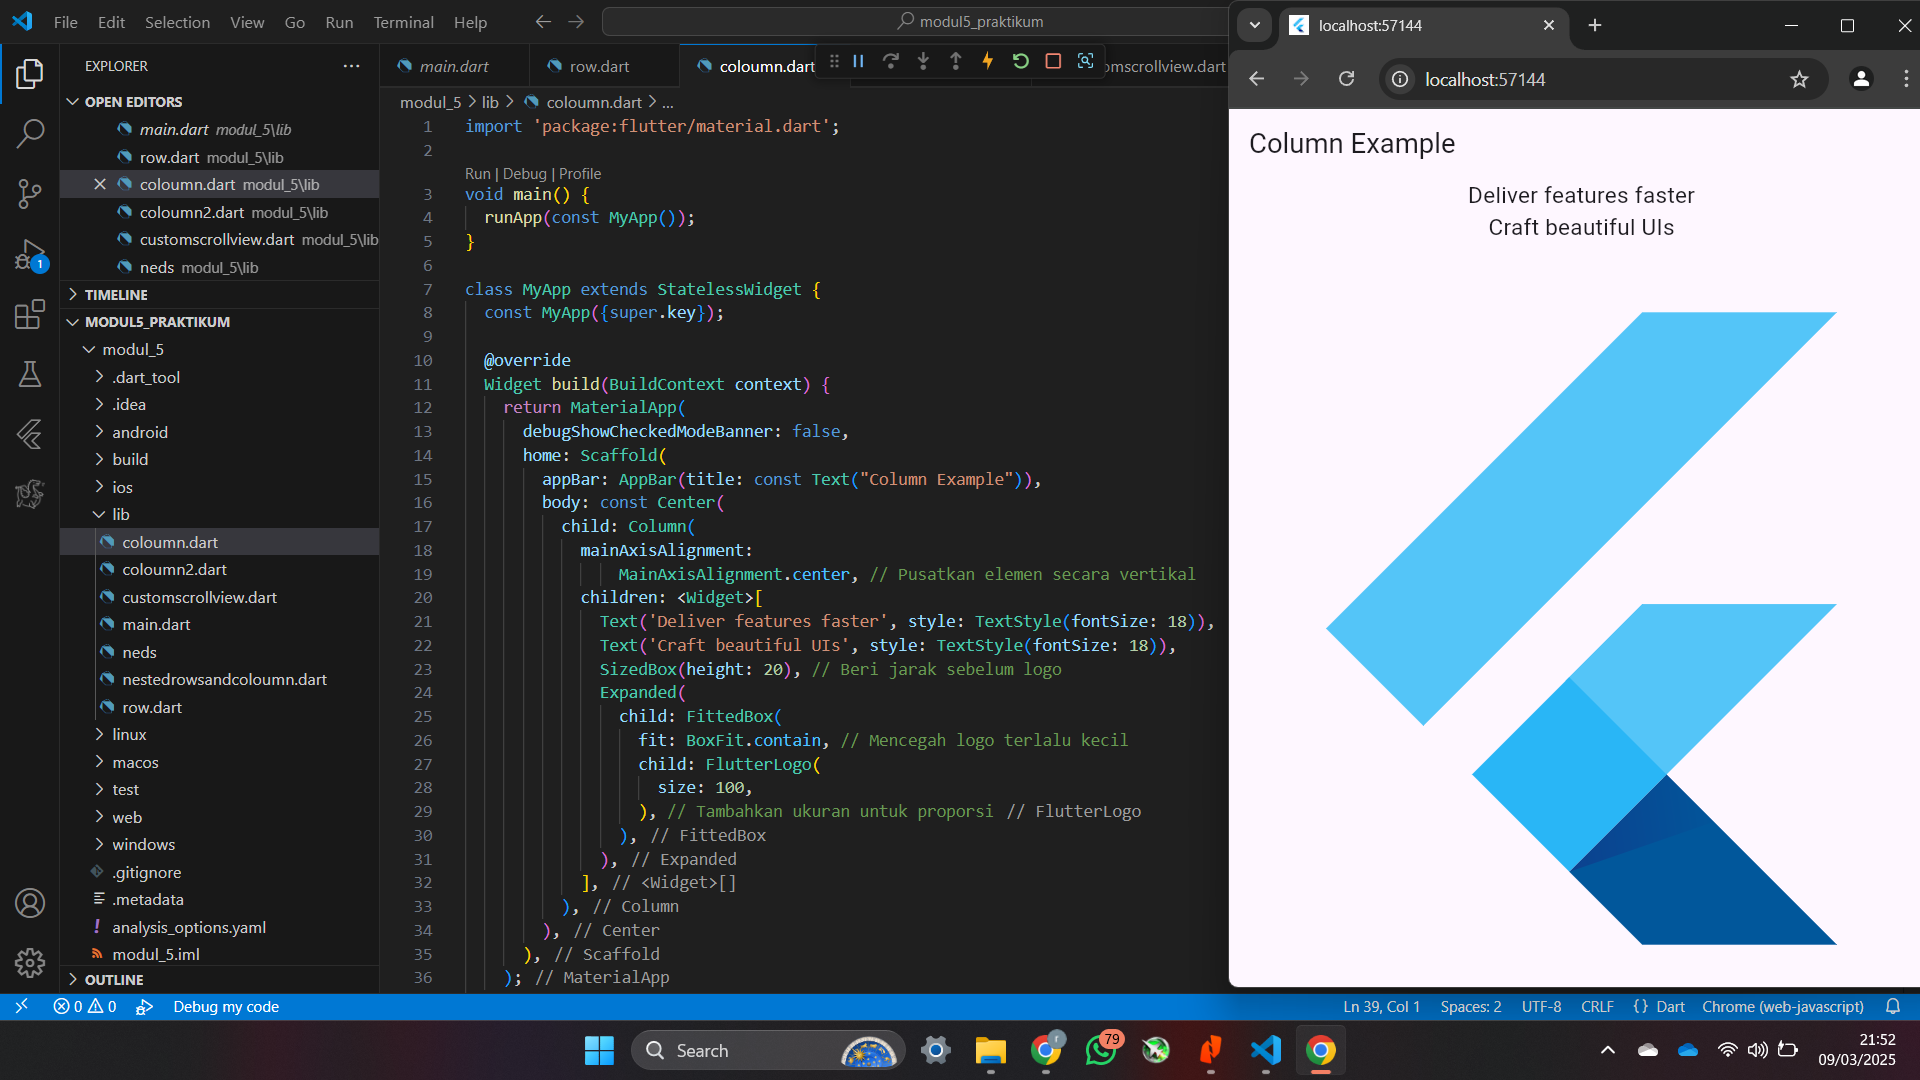 File Edit Selection View Go Run Terminal Help
modul5_praktikum
EXPLORER
OPEN EDITORS
main.dart modul_5\lib
row.dart modul_5\lib
coloumn.dart modul_5\lib
coloumn2.dart modul_5\lib
customscrollview.dart modul_5\lib
neds modul_5\lib
TIMELINE
MODUL5_PRAKTIKUM
modul_5
.dart_tool
.idea
android
build
ios
lib
coloumn.dart
coloumn2.dart
customscrollview.dart
main.dart
neds
nestedrowsandcoloumn.dart
row.dart
linux
macos
test
web
windows
.gitignore
.metadata
analysis_options.yaml
modul_5.iml
OUTLINE
1
main.dart
row.dart
coloumn.dart
omscrollview.dart
modul_5 > lib > coloumn.dart > ...
1 import 'package:flutter/material.dart';
2
Run | Debug | Profile
3 void main() {
4 runApp(const MyApp());
5 }
6
7 class MyApp extends StatelessWidget {
8 const MyApp({super.key});
9
10 @override
11 Widget build(BuildContext context) {
12 return MaterialApp(
13 debugShowCheckedModeBanner: false,
14 home: Scaffold(
15 appBar: AppBar(title: const Text("Column Example")),
16 body: const Center(
17 child: Column(
18 mainAxisAlignment:
19 MainAxisAlignment.center, // Pusatkan elemen secara vertikal
20 children: <Widget>[
21 Text('Deliver features faster', style: TextStyle(fontSize: 18)),
22 Text('Craft beautiful UIs', style: TextStyle(fontSize: 18)),
23 SizedBox(height: 20), // Beri jarak sebelum logo
24 Expanded(
25 child: FittedBox(
26 fit: BoxFit.contain, // Mencegah logo terlalu kecil
27 child: FlutterLogo(
28 size: 100,
29 ), // Tambahkan ukuran untuk proporsi // FlutterLogo
30 ), // FittedBox
31 ), // Expanded
32 ], // <Widget>[]
33 ), // Column
34 ), // Center
35 ), // Scaffold
36 ); // MaterialApp
localhost:57144
localhost:57144
Column Example
Deliver features faster
Craft beautiful UIs
0 0 Debug my code
Ln 39, Col 1 Spaces: 2 UTF-8 CRLF {} Dart Chrome (web-javascript)
Search
r
79
21:52
09/03/2025